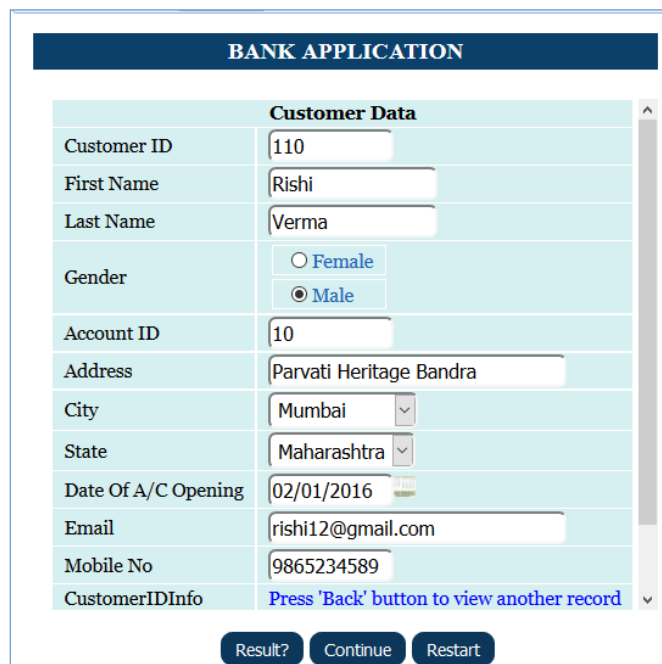 BANK APPLICATION
Customer Data
Customer ID 110
First Name Rishi
Last Name Verma
Gender Female
Male
Account ID 10
Address Parvati Heritage Bandra
City Mumbai
State Maharashtra
Date Of A/C Opening 02/01/2016
Email rishi12@gmail.com
Mobile No 9865234589
CustomerIDInfo Press 'Back' button to view another record
Result? Continue Restart